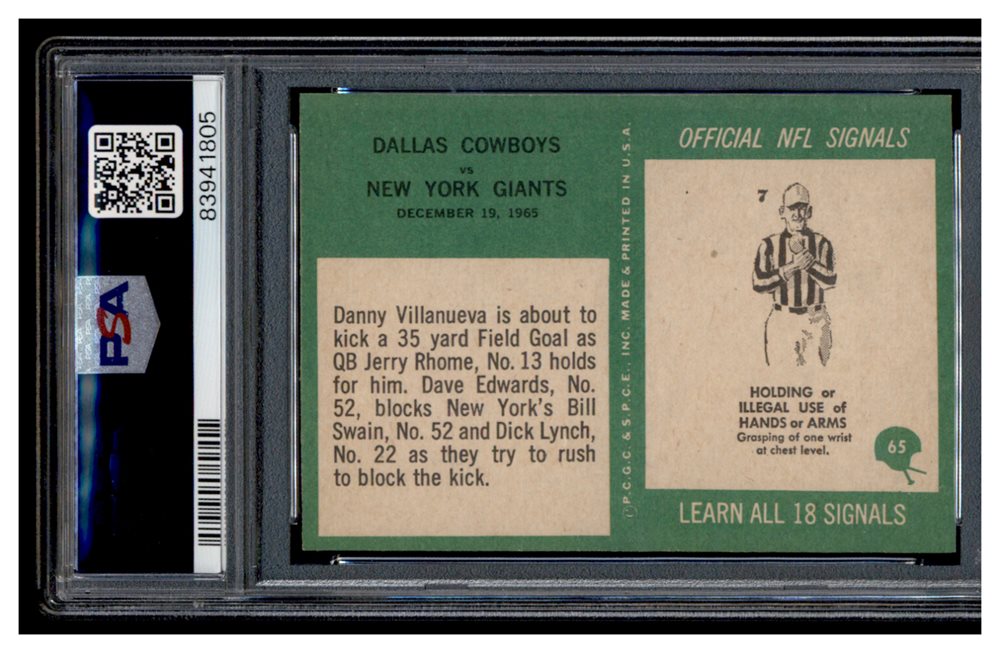 83941805
PSA
DALLAS COWBOYS
vs
NEW YORK GIANTS
DECEMBER 19, 1965
Danny Villanueva is about to
kick a 35 yard Field Goal as
QB Jerry Rhome, No. 13 holds
for him. Dave Edwards, No.
52, blocks New York's Bill
Swain, No. 52 and Dick Lynch,
No. 22 as they try to rush
to block the kick.
©P.C.G.C. & S.P.C.E., INC. MADE & PRINTED IN U.S.A.
OFFICIAL NFL SIGNALS
7
HOLDING or
ILLEGAL USE of
HANDS or ARMS
Grasping of one wrist
at chest level.
65
LEARN ALL 18 SIGNALS